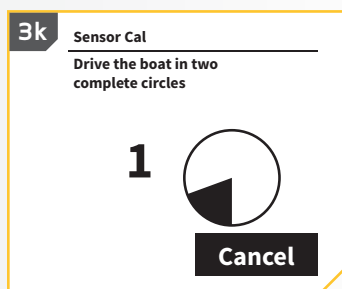 3k
Sensor Cal
Drive the boat in two
complete circles
1
Cancel